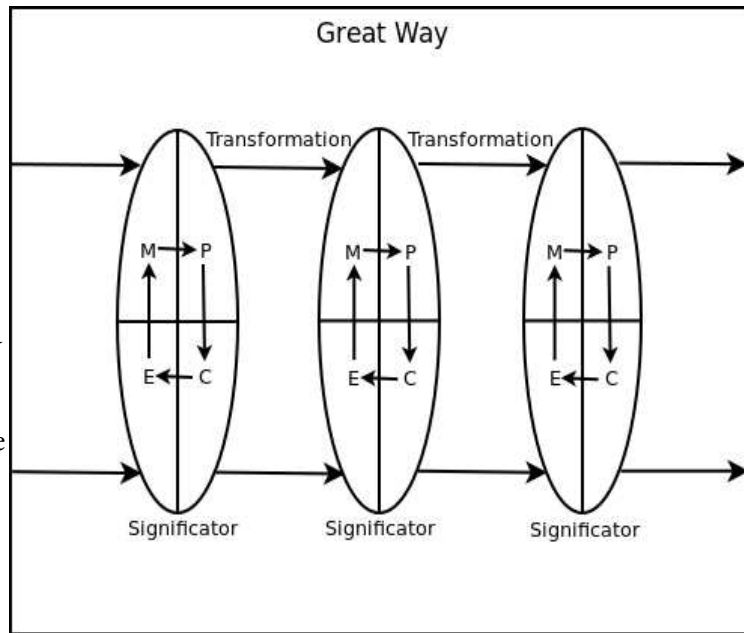 Great Way
Transformation Transformation
M P M P M P
E C E C E C
Significator Significator Significator
e